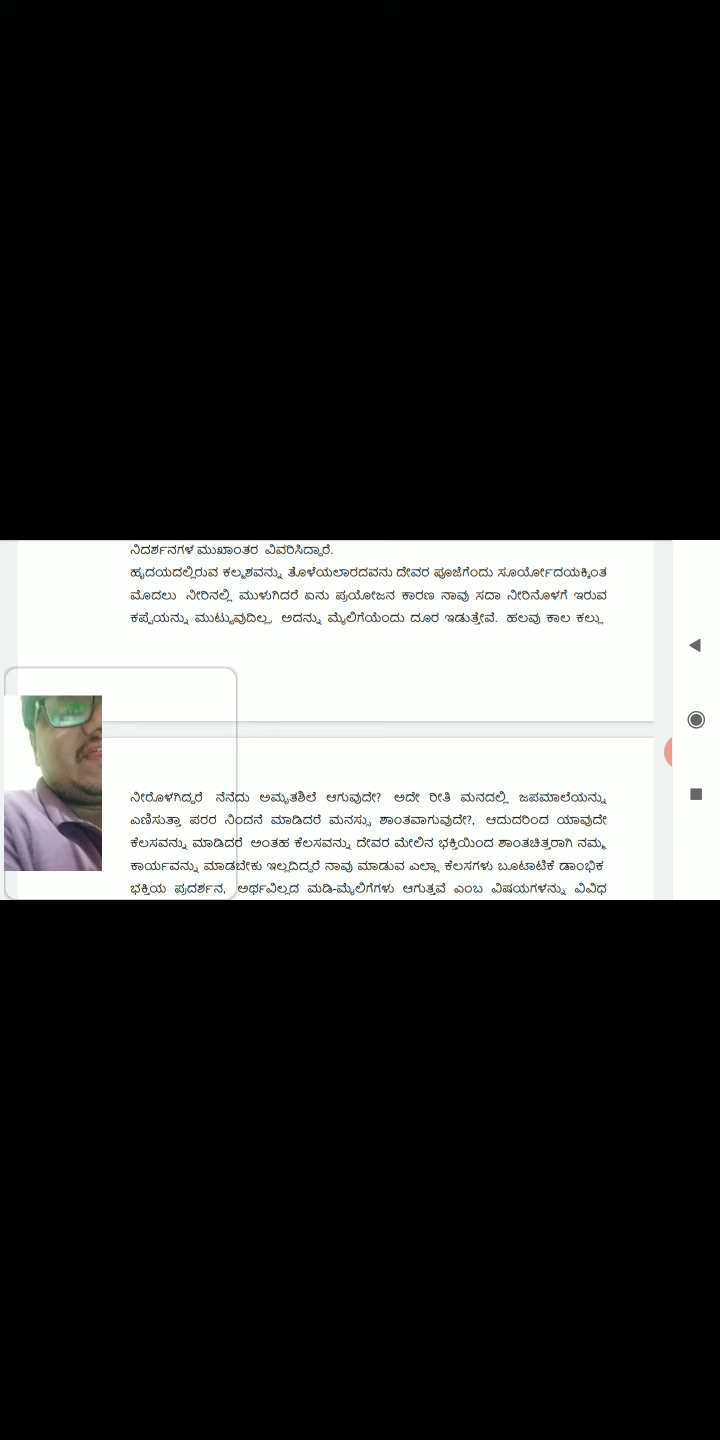 ನಿದರ್ಶನಗಳ ಮುಖಾಂತರ ವಿವರಿಸಿದ್ದಾರೆ.
ಹೃದಯದಲ್ಲಿರುವ ಕಲ್ಮಶವನ್ನು ತೊಳೆಯಲಾರದವನು ದೇವರ ಪೂಜೆಗೆಂದು ಸೂರ್ಯೋದಯಕ್ಕಿಂತ
ಮೊದಲು ನೀರಿನಲ್ಲಿ ಮುಳುಗಿದರೆ ಏನು ಪ್ರಯೋಜನ ಕಾರಣ ನಾವು ಸದಾ ನೀರಿನೊಳಗೆ ಇರುವ
ಕಪ್ಪೆಯನ್ನು ಮುಟ್ಟುವುದಿಲ್ಲ, ಅದನ್ನು ಮೈಲಿಗೆಯೆಂದು ದೂರ ಇಡುತ್ತೇವೆ. ಹಲವು ಕಾಲ ಕಲ್ಲು
ನೀರೊಳಗಿದ್ದರೆ ನೆನೆದು ಅಮೃತಶಿಲೆ ಆಗುವುದೇ? ಅದೇ ರೀತಿ ಮನದಲ್ಲಿ ಜಪಮಾಲೆಯನ್ನು
ಎಣಿಸುತ್ತಾ ಪರರ ನಿಂದನೆ ಮಾಡಿದರೆ ಮನಸ್ಸು ಶಾಂತವಾಗುವುದೇ?, ಆದುದರಿಂದ ಯಾವುದೇ
ಕೆಲಸವನ್ನು ಮಾಡಿದರೆ ಅಂತಹ ಕೆಲಸವನ್ನು ದೇವರ ಮೇಲಿನ ಭಕ್ತಿಯಿಂದ ಶಾಂತಚಿತ್ತರಾಗಿ ನಮ್ಮ
ಕಾರ್ಯವನ್ನು ಮಾಡಬೇಕು ಇಲ್ಲದಿದ್ದರೆ ನಾವು ಮಾಡುವ ಎಲ್ಲಾ ಕೆಲಸಗಳು ಬೂಟಾಟಿಕೆ ಡಾಂಭಿಕ
ಭಕ್ತಿಯ ಪ್ರದರ್ಶನ, ಅರ್ಥವಿಲ್ಲದ ಮಡಿ-ಮೈಲಿಗೆಗಳು ಆಗುತ್ತವೆ ಎಂಬ ವಿಷಯಗಳನ್ನು ವಿವಿಧ